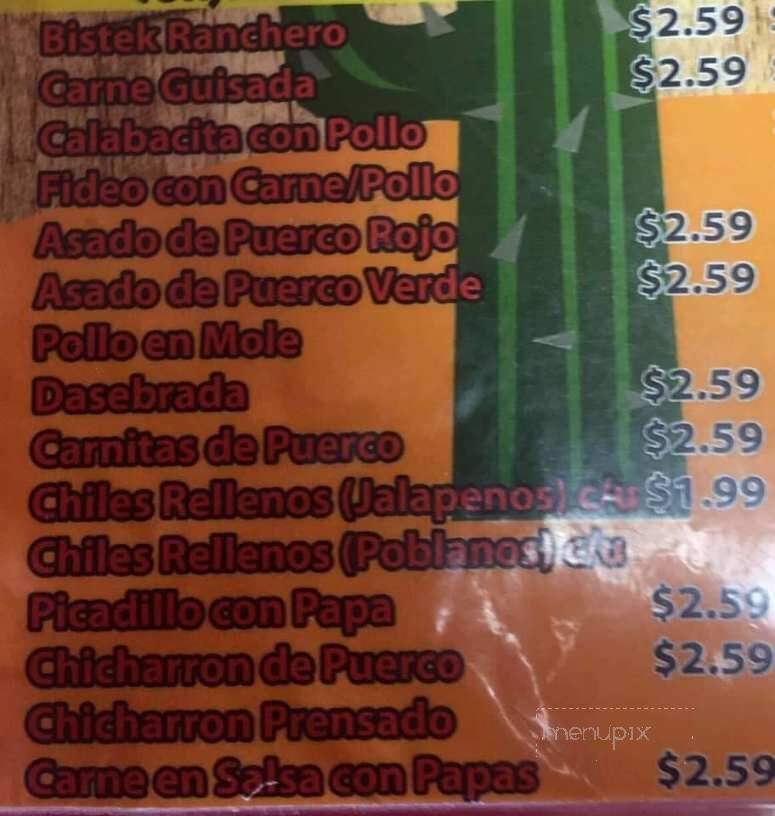 Bistek Ranchero $2.59
Carne Guisada $2.59
Calabacita con Pollo
Fideo con Carne/Pollo
Asado de Puerco Rojo $2.59
Asado de Puerco Verde $2.59
Pollo en Mole
Dasebrada $2.59
Carnitas de Puerco $2.59
Chiles Rellenos (Jalapenos) c/u $1.99
Chiles Rellenos (Poblanos) c/u
Picadillo con Papa $2.59
Chicharron de Puerco $2.59
Chicharron Prensado
menupix
Carne en Salsa con Papas $2.59